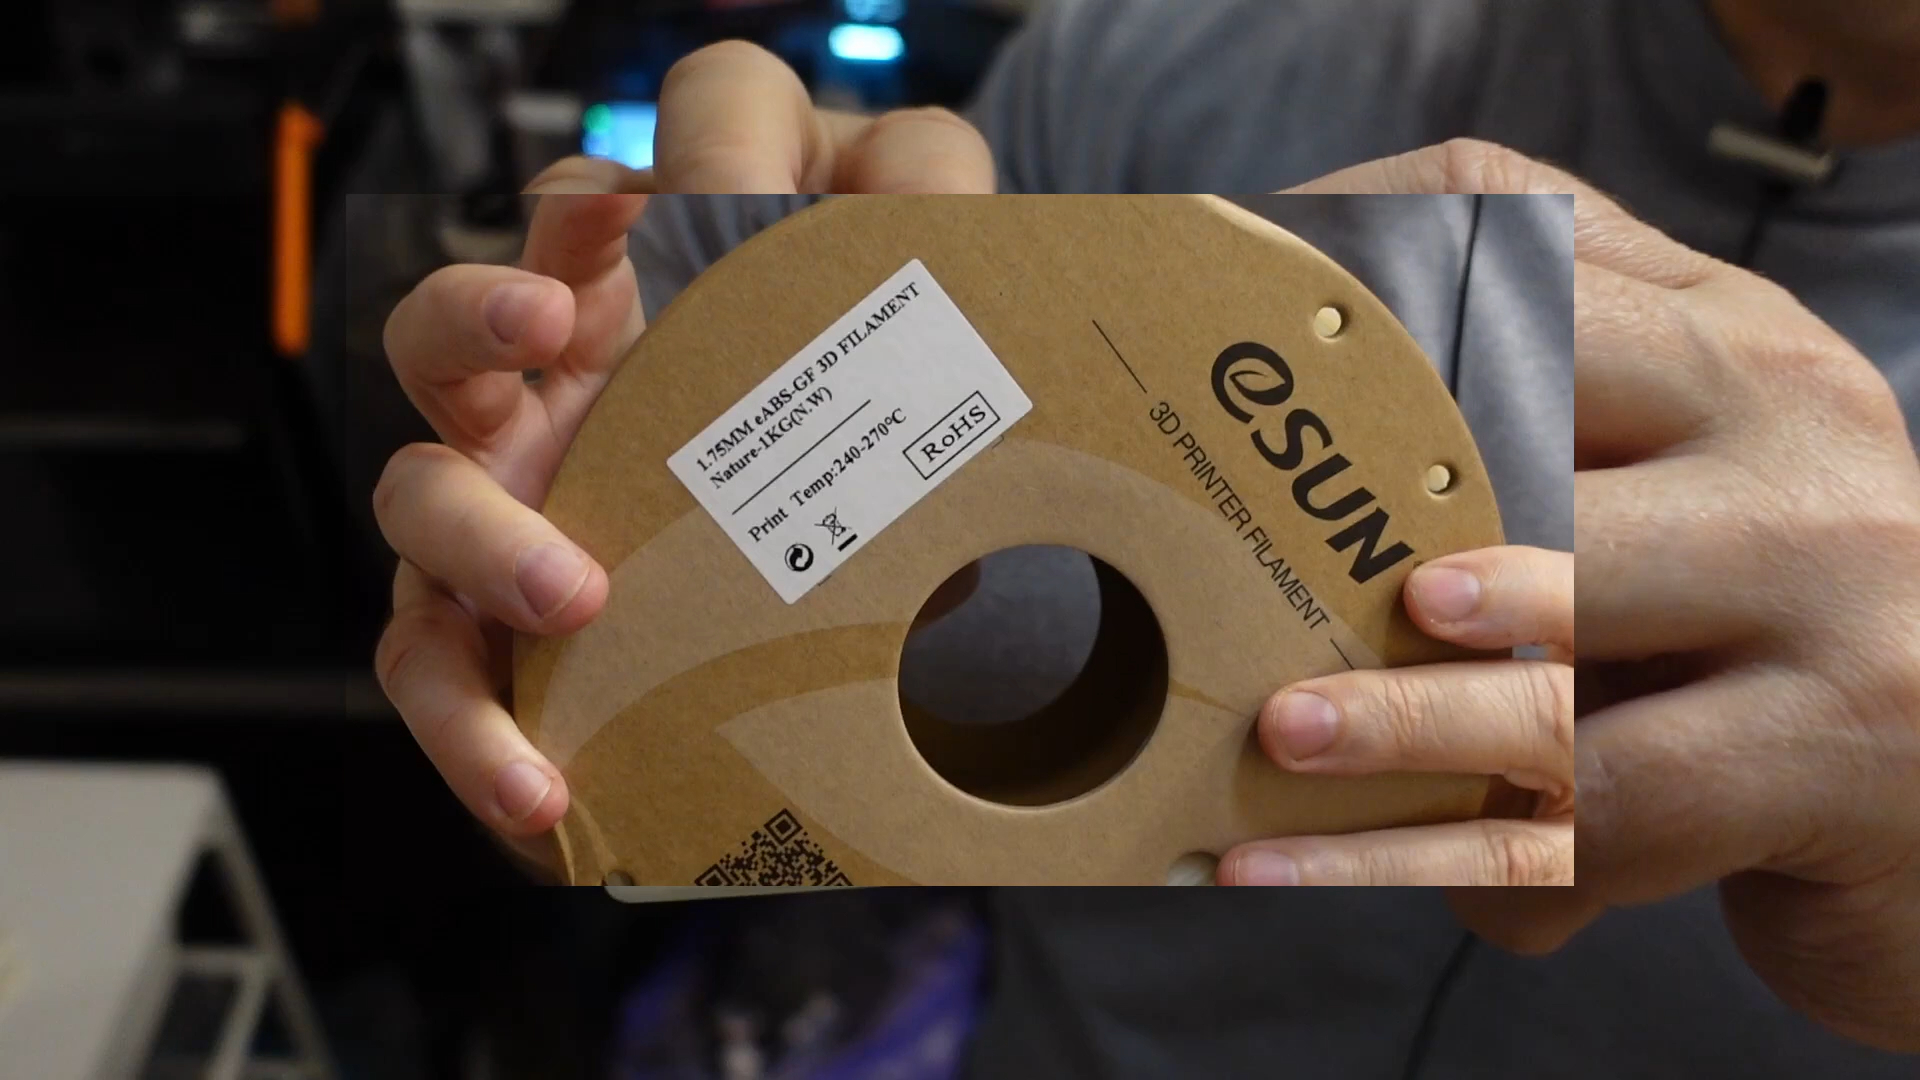 1.75MM eABS-GF 3D FILAMENT
Nature-1KG(N.W)
Print Temp:240-270℃
RoHS
eSUN
3D PRINTER FILAMENT